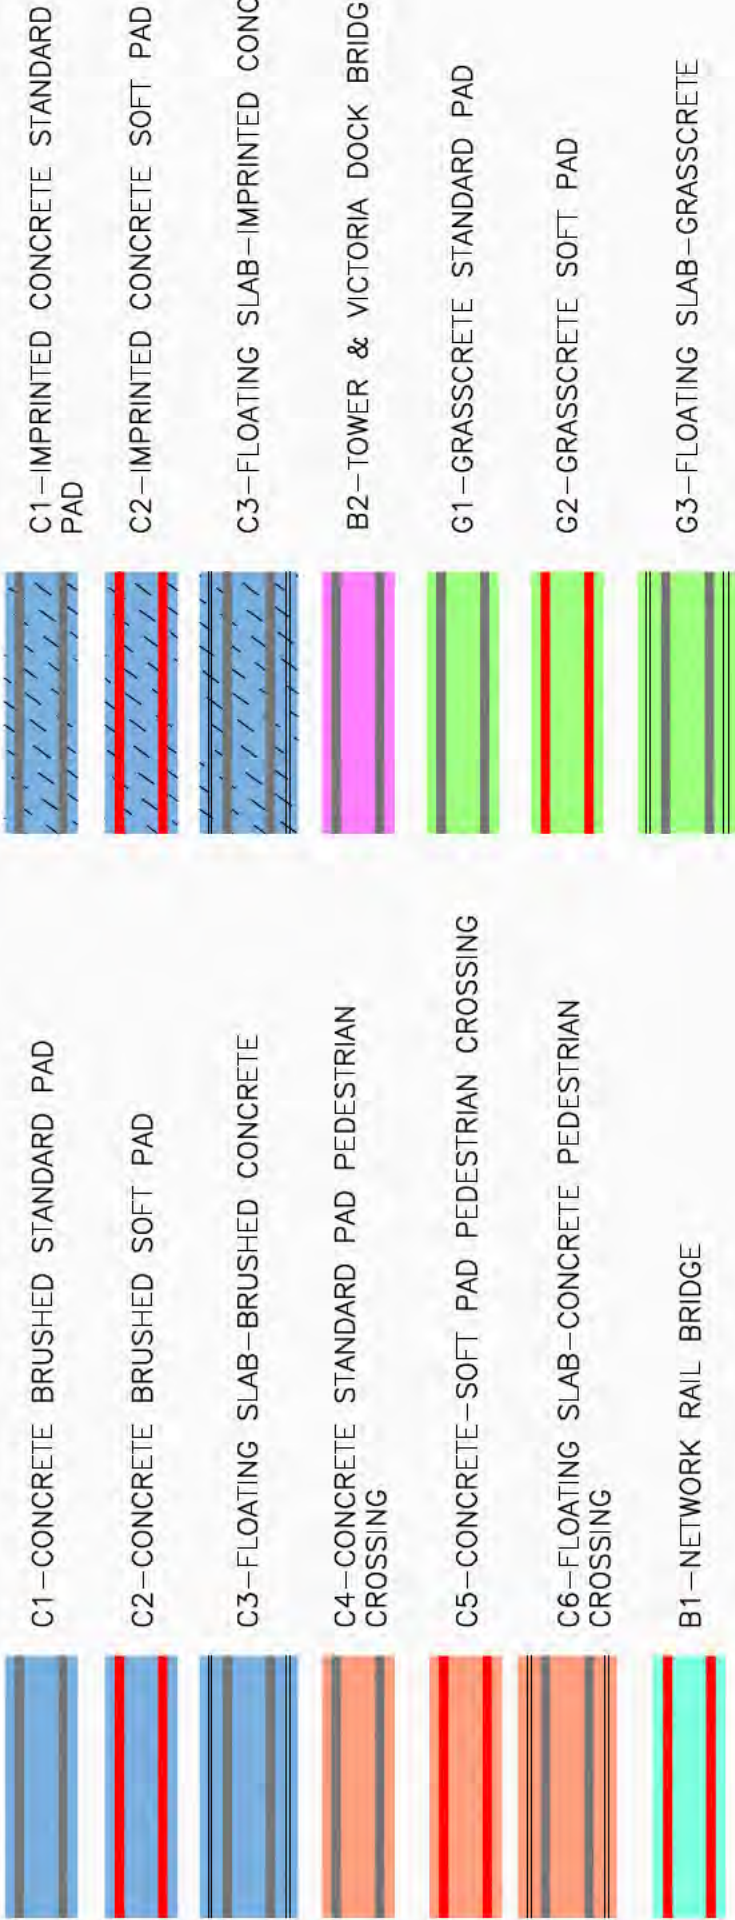 C1-CONCRETE BRUSHED STANDARD PAD
C2-CONCRETE BRUSHED SOFT PAD
C3-FLOATING SLAB-BRUSHED CONCRETE
C4-CONCRETE STANDARD PAD PEDESTRIAN
CROSSING
C5-CONCRETE-SOFT PAD PEDESTRIAN CROSSING
C6-FLOATING SLAB-CONCRETE PEDESTRIAN
CROSSING
B1-NETWORK RAIL BRIDGE
C1-IMPRINTED CONCRETE STANDARD
PAD
C2-IMPRINTED CONCRETE SOFT PAD
C3-FLOATING SLAB-IMPRINTED CONC
B2-TOWER & VICTORIA DOCK BRIDG
G1-GRASSCRETE STANDARD PAD
G2-GRASSCRETE SOFT PAD
G3-FLOATING SLAB-GRASSCRETE